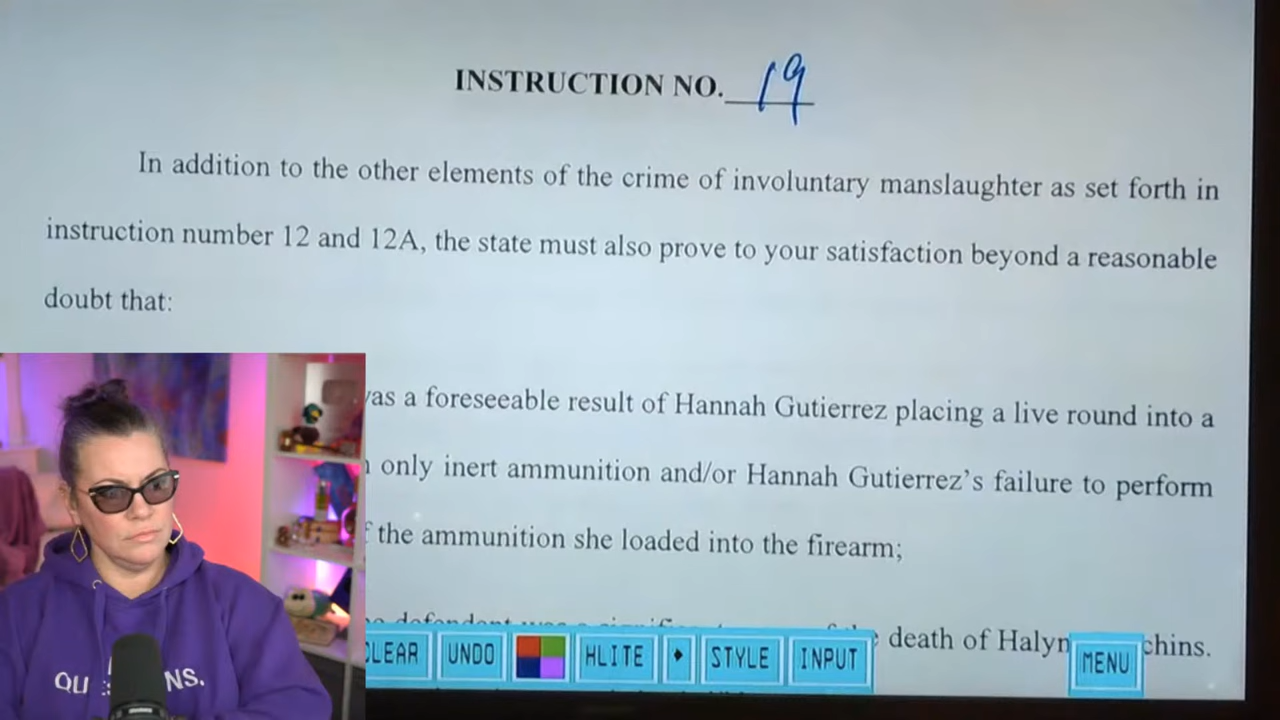 INSTRUCTION NO. 19
In addition to the other elements of the crime of involuntary manslaughter as set forth in
instruction number 12 and 12A, the state must also prove to your satisfaction beyond a reasonable
doubt that:
as a foreseeable result of Hannah Gutierrez placing a live round into a
only inert ammunition and/or Hannah Gutierrez's failure to perform
the ammunition she loaded into the firearm;
defendant death of Halyn chins.
CLEAR UNDO HLITE STYLE INPUT MENU
QU NS.